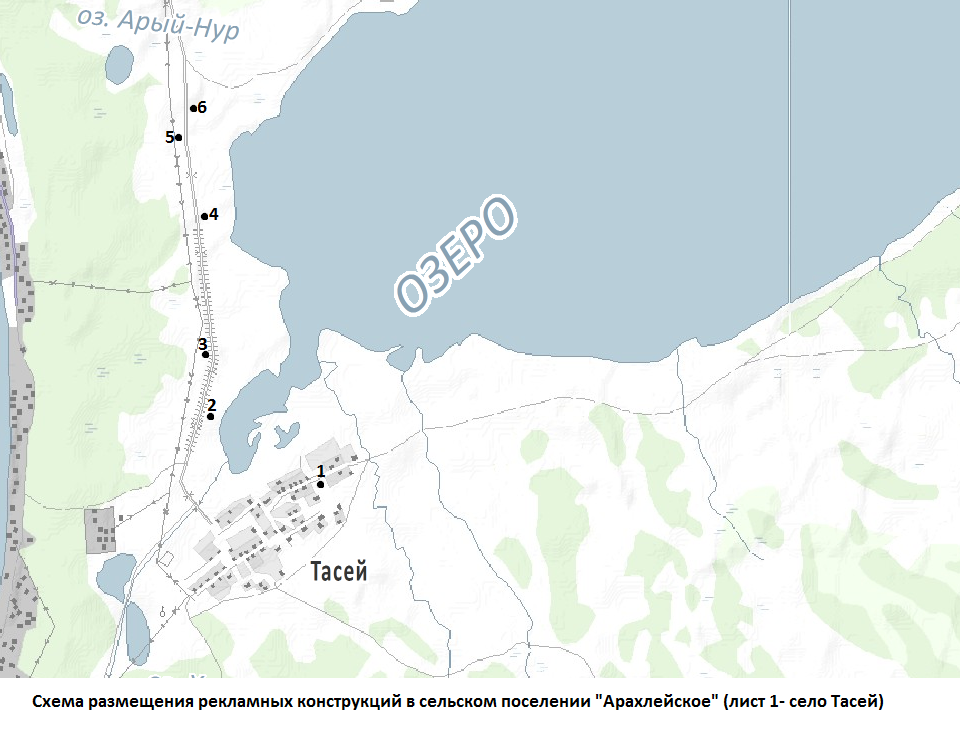 оз. Арый-Нур
6
5
4
ОЗЕРО
3
2
1
Тасей
Схема размещения рекламных конструкций в сельском поселении "Арахлейское" (лист 1- село Тасей)